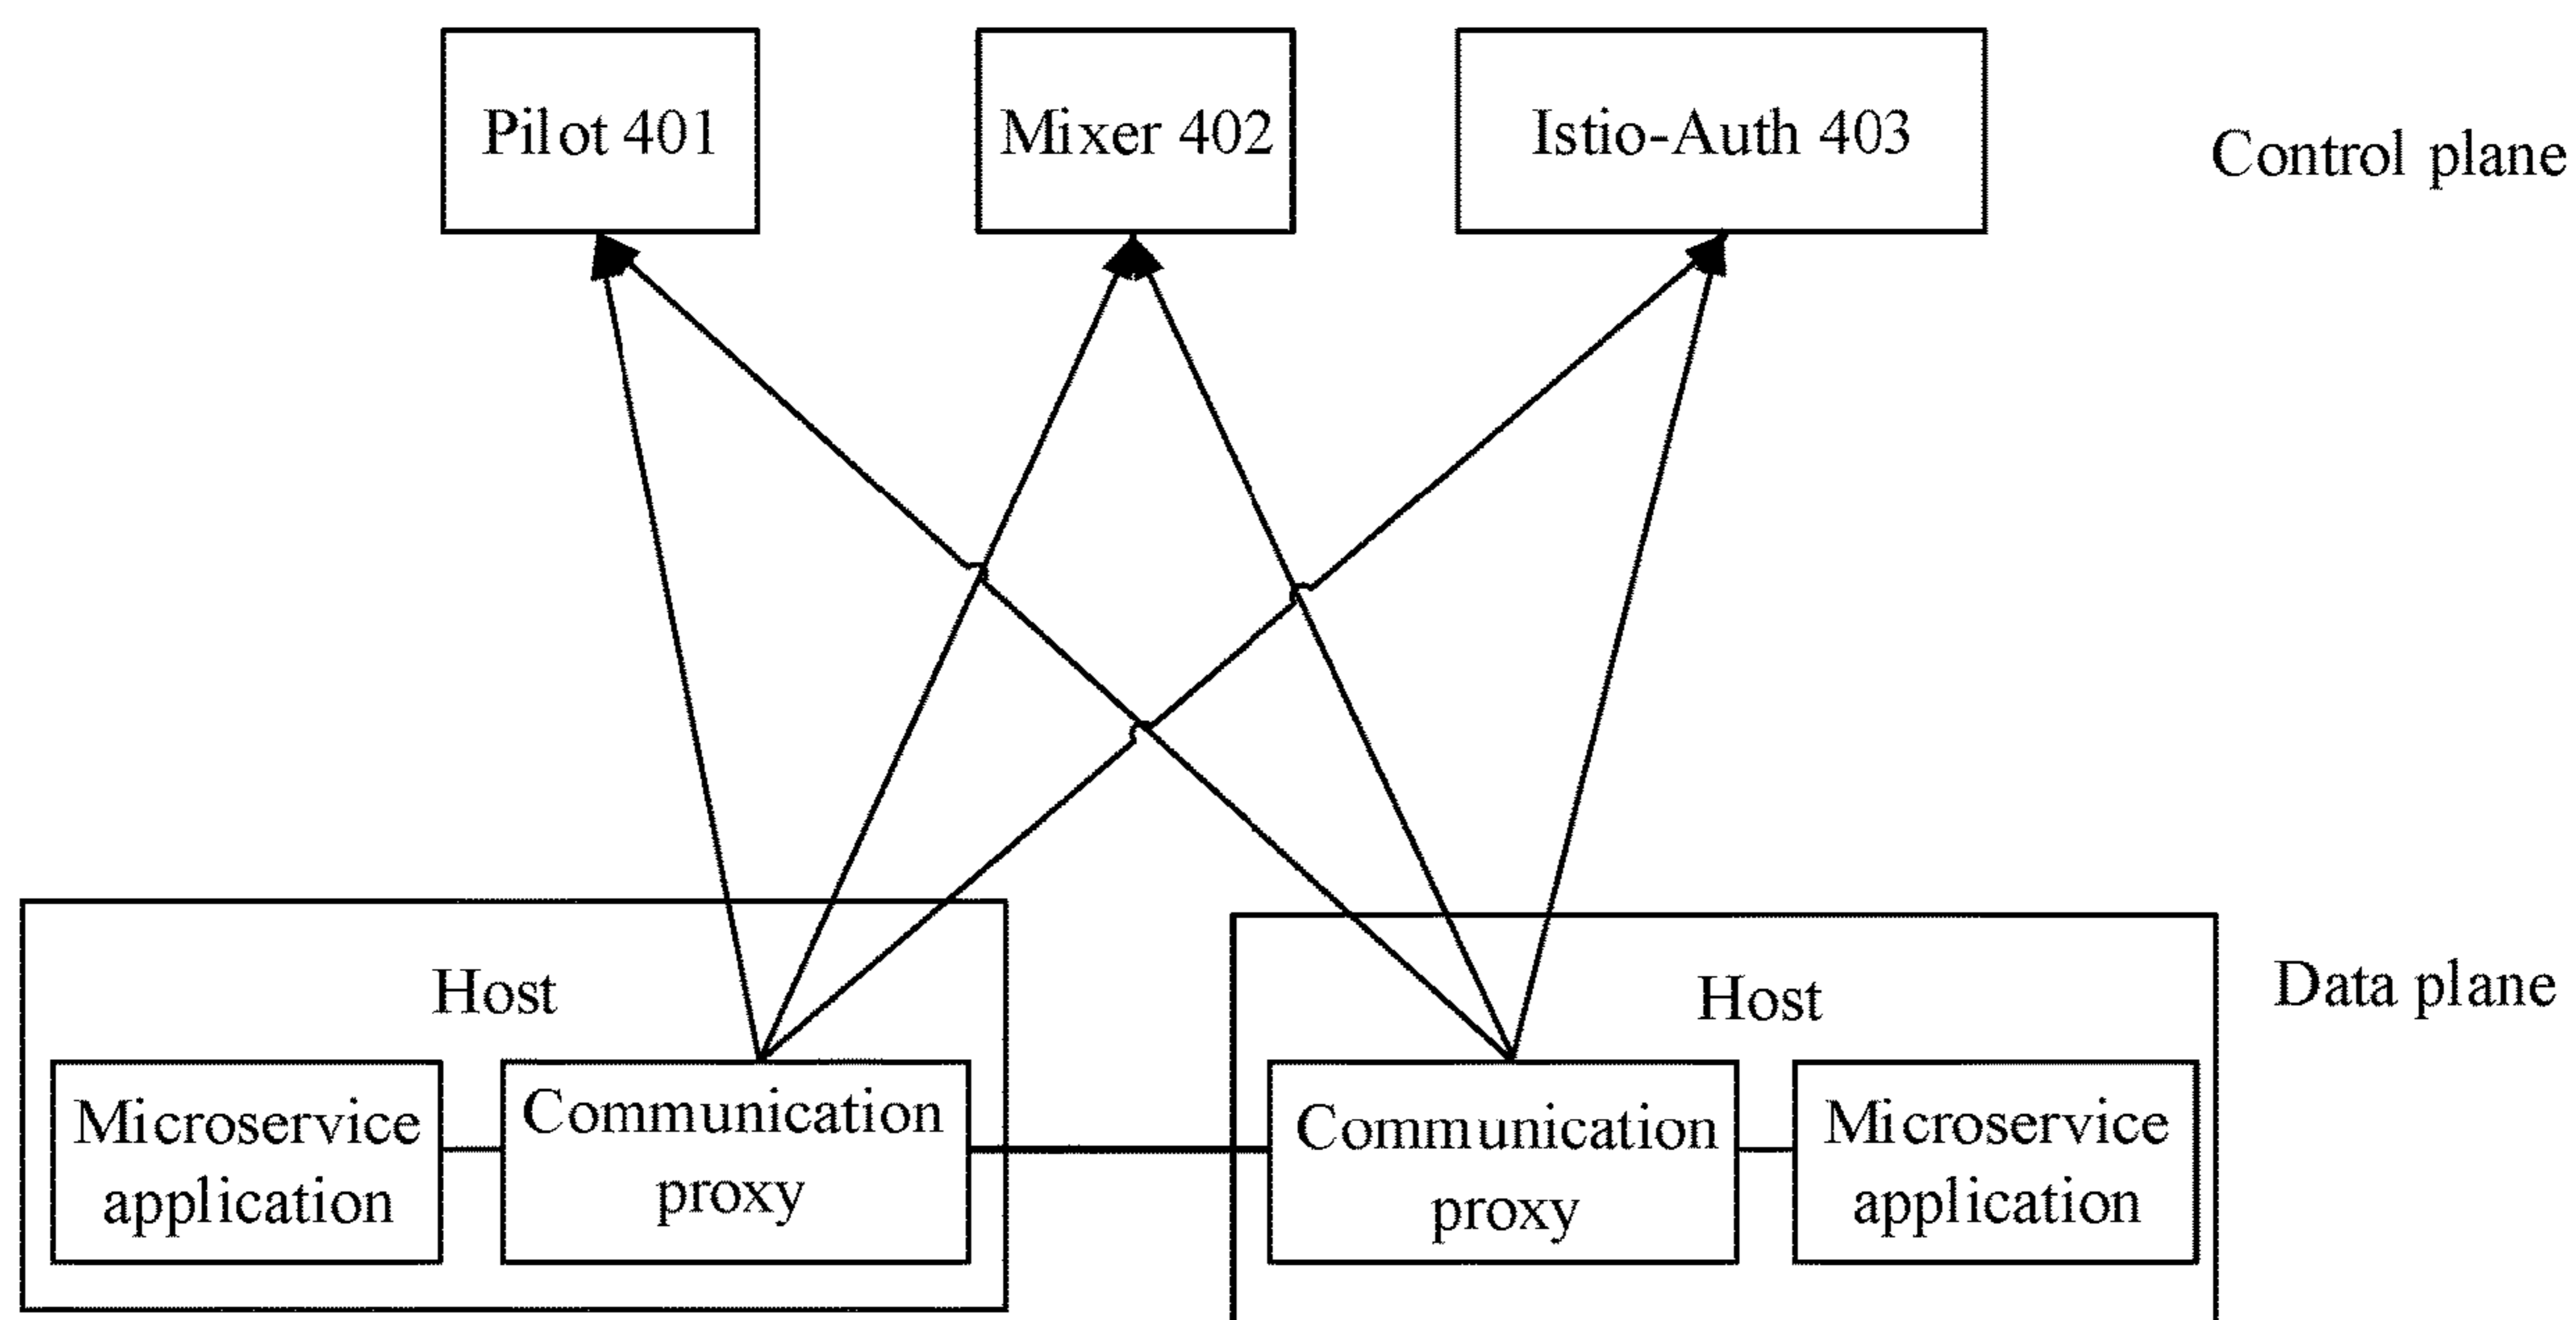 Pilot 401
Mixer 402
Istio-Auth 403
Control plane
Host
Host
Data plane
Microservice
application
Communication
proxy
Communication
proxy
Microservice
application